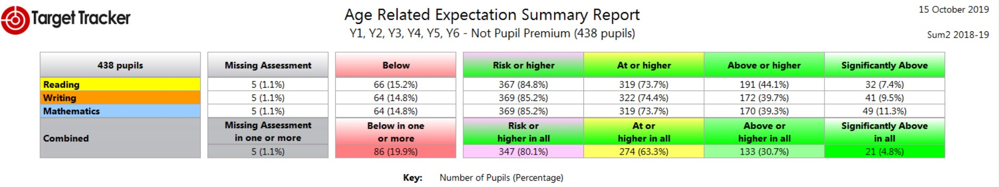 Target Tracker
Age Related Expectation Summary Report
15 October 2019
Y1, Y2, Y3, Y4, Y5, Y6 - Not Pupil Premium (438 pupils)
Sum2 2018-19
438 pupils Missing Assessment Below Risk or higher At or higher Above or higher Significantly Above
Reading 5 (1.1%) 66 (15.2%) 367 (84.8%) 319 (73.7%) 191 (44.1%) 32 (7.4%)
Writing 5 (1.1%) 64 (14.8%) 369 (85.2%) 322 (74.4%) 172 (39.7%) 41 (9.5%)
Mathematics 5 (1.1%) 64 (14.8%) 369 (85.2%) 319 (73.7%) 170 (39.3%) 49 (11.3%)
Missing Assessment Below in one Risk or At or Above or Significantly Above
Combined in one or more or more higher in all higher in all higher in all in all
5 (1.1%) 86 (19.9%) 347 (80.1%) 274 (63.3%) 133 (30.7%) 21 (4.8%)
Key: Number of Pupils (Percentage)